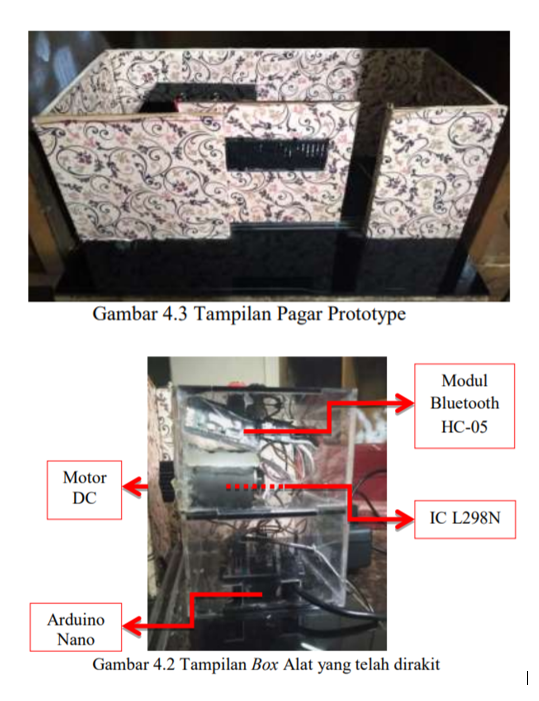 Gambar 4.3 Tampilan Pagar Prototype
Modul
Bluetooth
HC-05
Motor
DC
IC L298N
Arduino
Nano
Gambar 4.2 Tampilan Box Alat yang telah dirakit